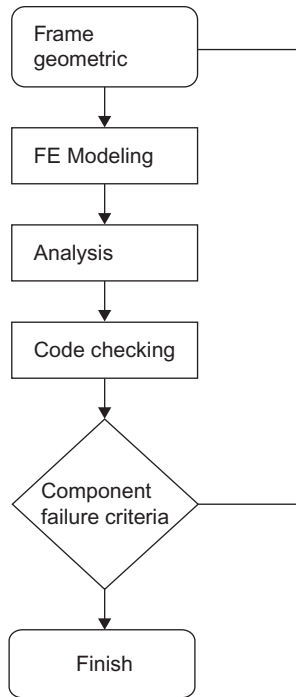 Frame
geometric
FE Modeling
Analysis
Code checking
Component
failure criteria
Finish